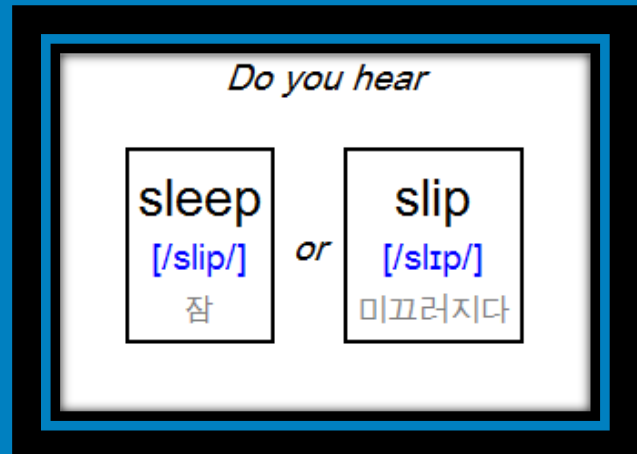 Do you hear
sleep
[/slip/]
잠
or
slip
[/slɪp/]
미끄러지다